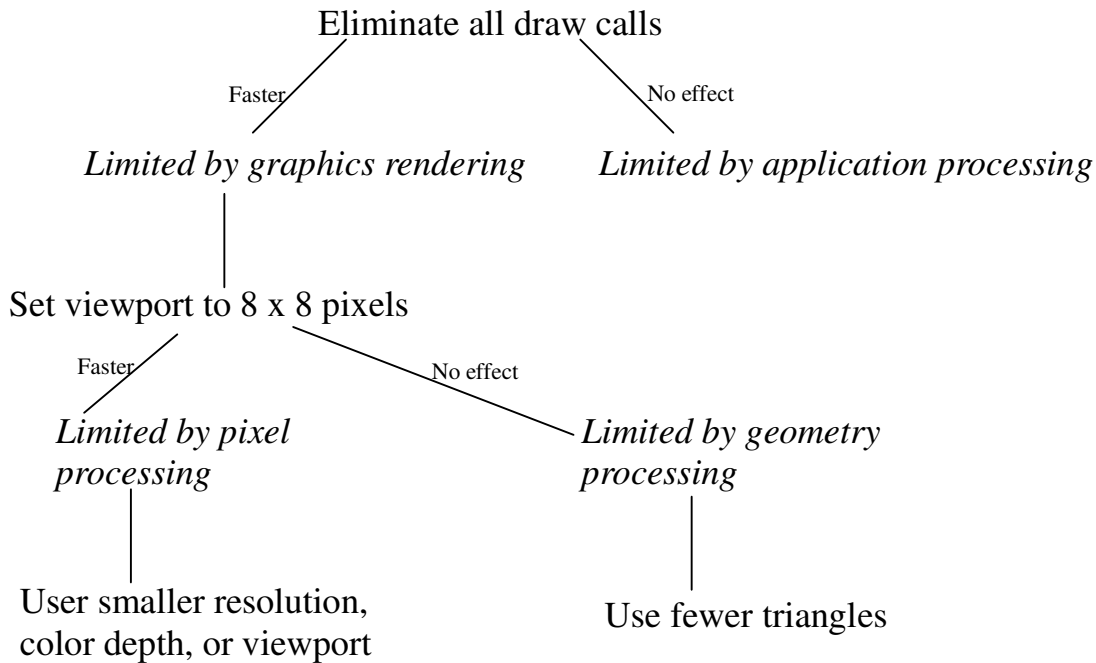 Eliminate all draw calls
Faster
No effect
Limited by graphics rendering
Limited by application processing
Set viewport to 8 x 8 pixels
Faster
No effect
Limited by pixel
processing
Limited by geometry
processing
User smaller resolution,
color depth, or viewport
Use fewer triangles